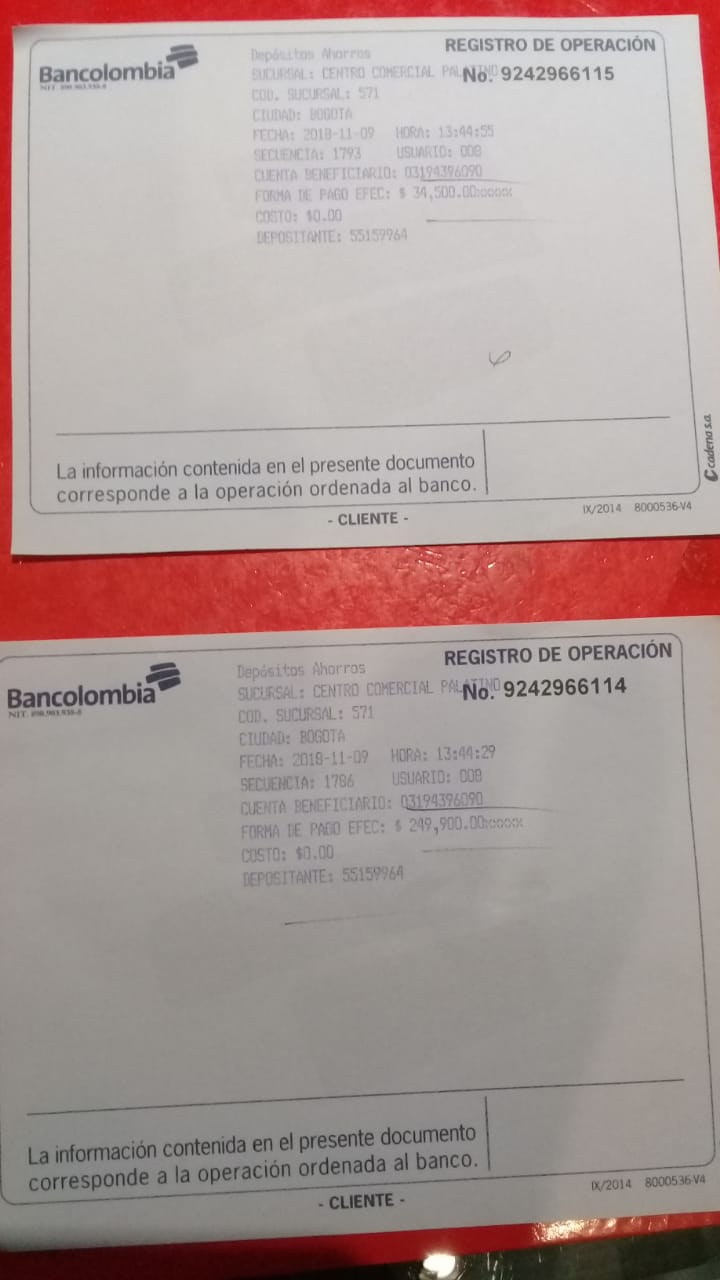 Bancolombia
NIT. 890.903.938-8
REGISTRO DE OPERACIÓN
No. 9242966115
Depósitos Ahorros
SUCURSAL: CENTRO COMERCIAL PALATINO
COD. SUCURSAL: 571
CIUDAD: BOGOTA
FECHA: 2018-11-09 HORA: 13:44:55
SECUENCIA: 1793 USUARIO: 008
CUENTA BENEFICIARIO: 03194396090
FORMA DE PAGO EFEC: $ 34,500.00xxxxx
COSTO: $0.00
DEPOSITANTE: 55159964
La información contenida en el presente documento
corresponde a la operación ordenada al banco.
- CLIENTE -
IX/2014 8000536-V4
cadena s.a.
Bancolombia
NIT. 890.903.938-8
REGISTRO DE OPERACIÓN
No. 9242966114
Depósitos Ahorros
SUCURSAL: CENTRO COMERCIAL PALATINO
COD. SUCURSAL: 571
CIUDAD: BOGOTA
FECHA: 2018-11-09 HORA: 13:44:29
SECUENCIA: 1786 USUARIO: 008
CUENTA BENEFICIARIO: 03194396090
FORMA DE PAGO EFEC: $ 249,900.00xxxxx
COSTO: $0.00
DEPOSITANTE: 55159964
La información contenida en el presente documento
corresponde a la operación ordenada al banco.
- CLIENTE -
IX/2014 8000536-V4